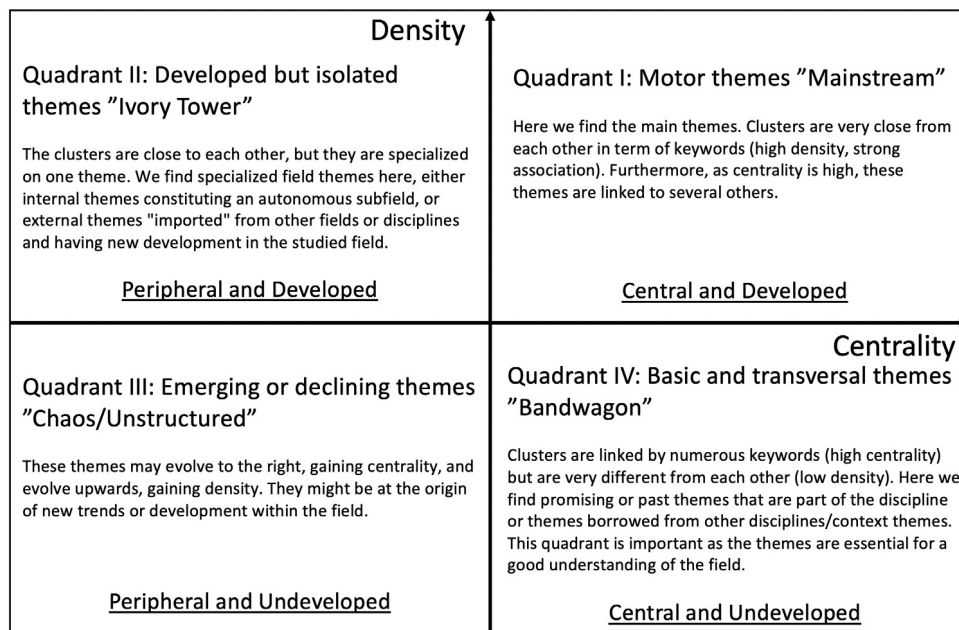 Density
Quadrant II: Developed but isolated
themes ”Ivory Tower”
The clusters are close to each other, but they are specialized
on one theme. We find specialized field themes here, either
internal themes constituting an autonomous subfield, or
external themes "imported" from other fields or disciplines
and having new development in the studied field.
Peripheral and Developed
Quadrant I: Motor themes ”Mainstream”
Here we find the main themes. Clusters are very close from
each other in term of keywords (high density, strong
association). Furthermore, as centrality is high, these
themes are linked to several others.
Central and Developed
Quadrant III: Emerging or declining themes
”Chaos/Unstructured”
These themes may evolve to the right, gaining centrality, and
evolve upwards, gaining density. They might be at the origin
of new trends or development within the field.
Peripheral and Undeveloped
Centrality
Quadrant IV: Basic and transversal themes
”Bandwagon”
Clusters are linked by numerous keywords (high centrality)
but are very different from each other (low density). Here we
find promising or past themes that are part of the discipline
or themes borrowed from other disciplines/context themes.
This quadrant is important as the themes are essential for a
good understanding of the field.
Central and Undeveloped